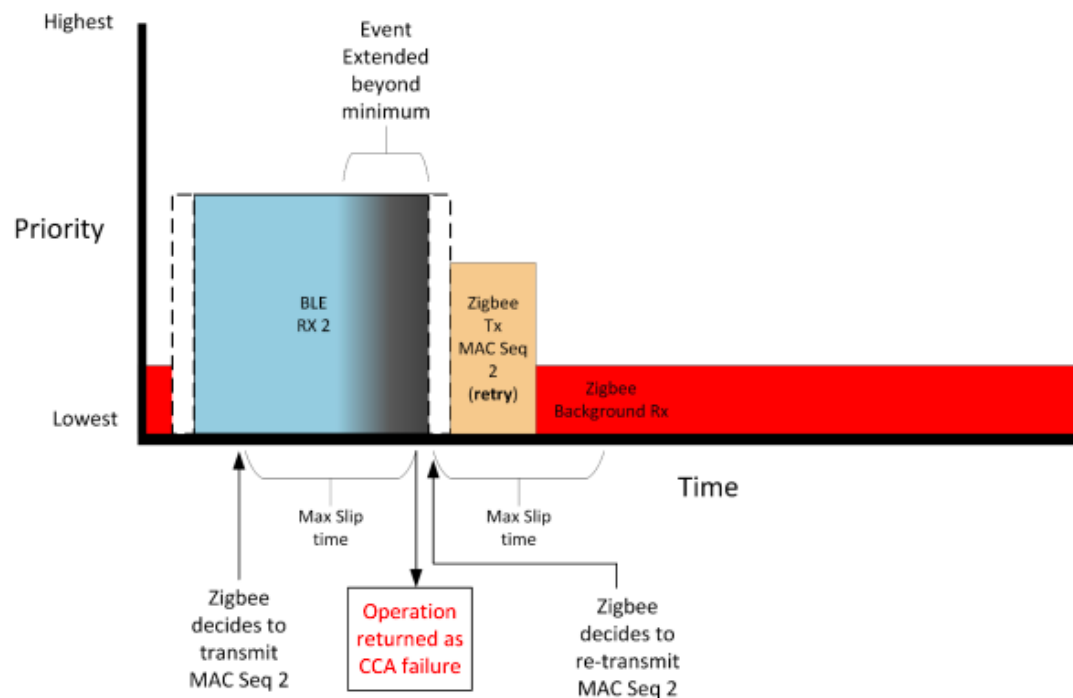 Highest
Event
Extended
beyond
minimum
Priority
BLE
RX 2
Zigbee
Tx
MAC Seq
2
(retry)
Zigbee
Background Rx
Lowest
Time
Max Slip
time
Max Slip
time
Zigbee
decides to
transmit
MAC Seq 2
Operation
returned as
CCA failure
Zigbee
decides to
re-transmit
MAC Seq 2